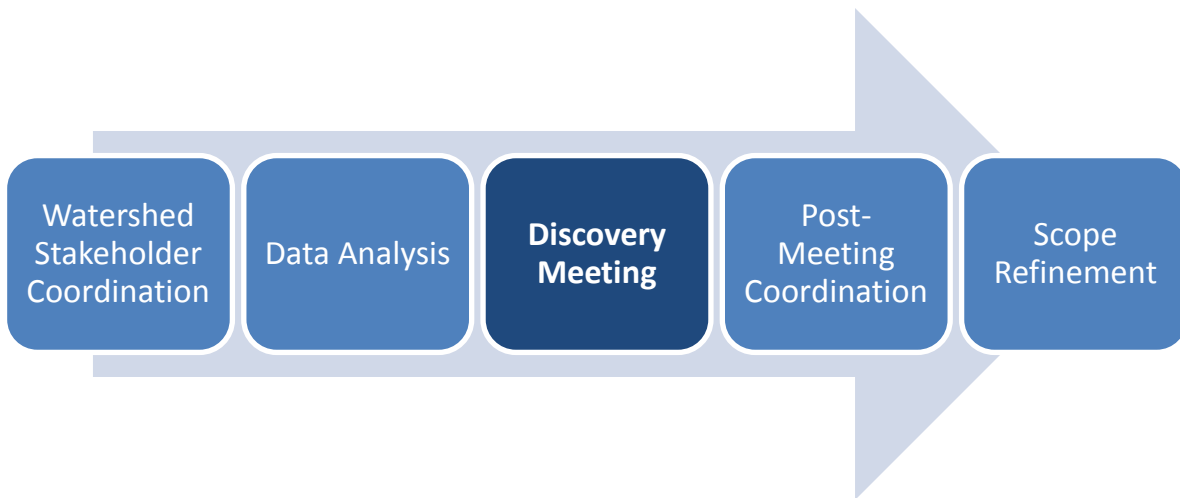 Watershed
Stakeholder
Coordination
Data Analysis
Discovery
Meeting
Post-
Meeting
Coordination
Scope
Refinement